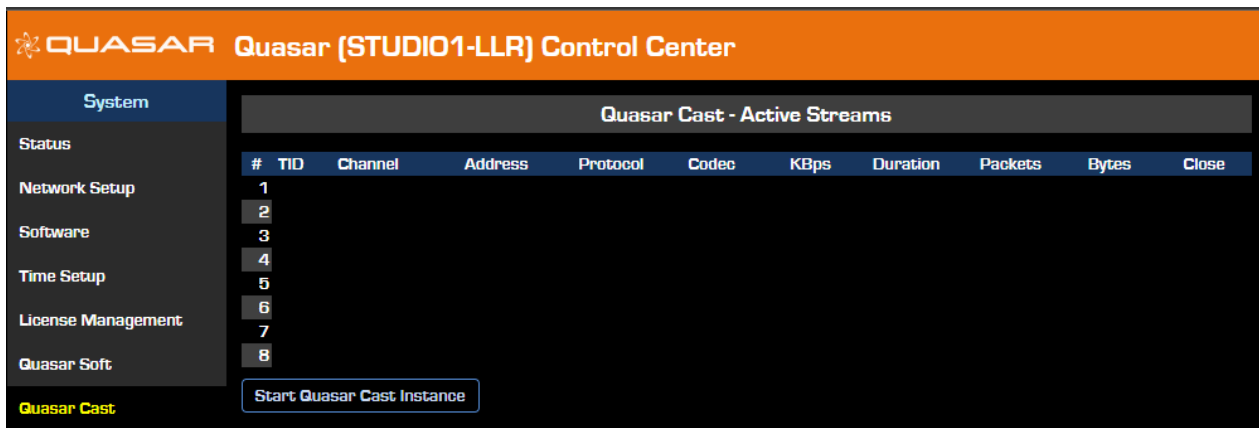 QUASAR Quasar (STUDIO1-LLR) Control Center
System
Quasar Cast - Active Streams
Status
# TID Channel Address Protocol Codec KBps Duration Packets Bytes Close
Network Setup
1
2
Software
3
4
Time Setup
5
License Management
6
7
Quasar Soft
8
Start Quasar Cast Instance
Quasar Cast